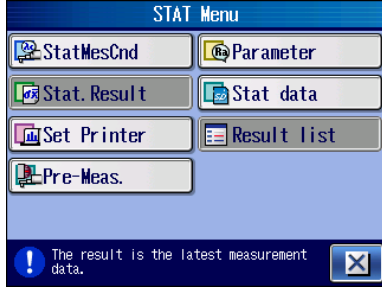 STAT Menu
StatMesCnd
Parameter
Stat.Result
Stat data
Set Printer
Result list
Pre-Meas.
The result is the latest measurement
data.